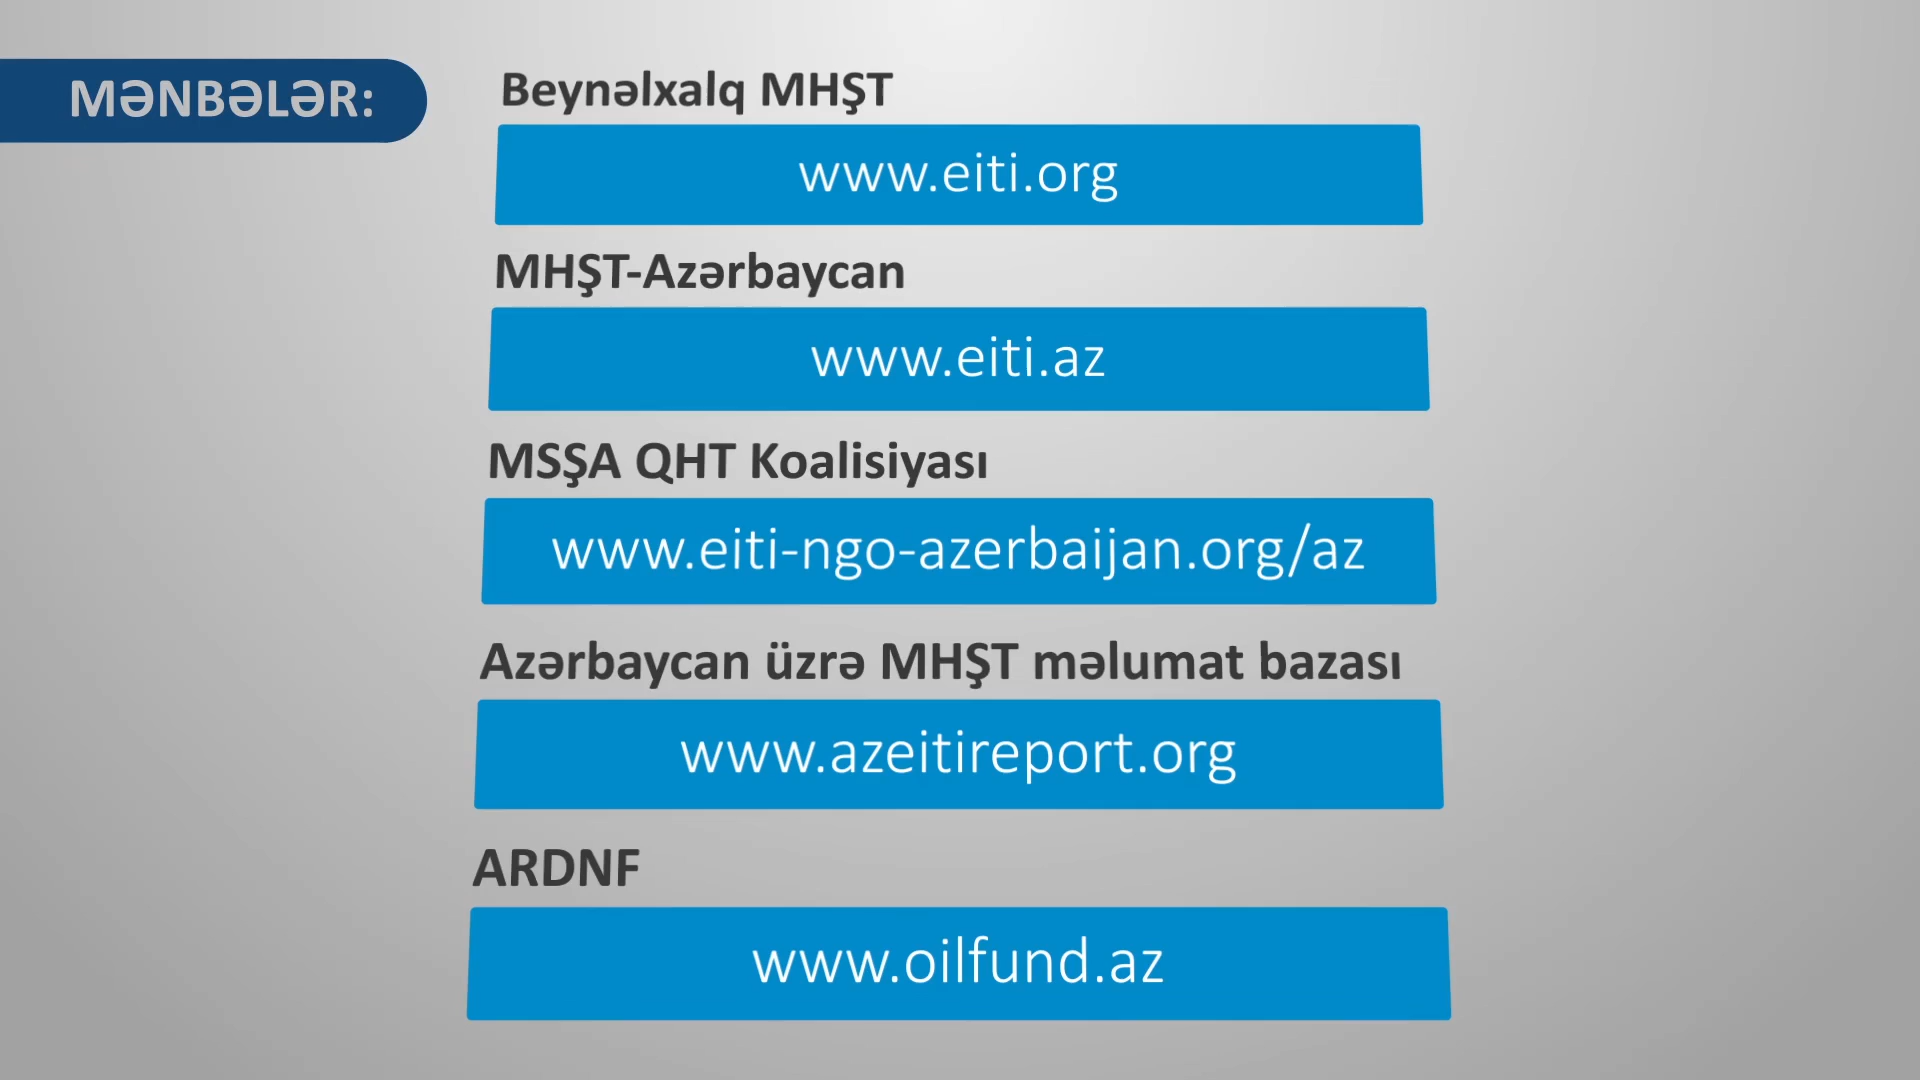 MƏNBƏLƏR:
Beynəlxalq MHŞT
www.eiti.org
MHŞT-Azərbaycan
www.eiti.az
MSŞA QHT Koalisiyası
www.eiti-ngo-azerbaijan.org/az
Azərbaycan üzrə MHŞT məlumat bazası
www.azeitireport.org
ARDNF
www.oilfund.az